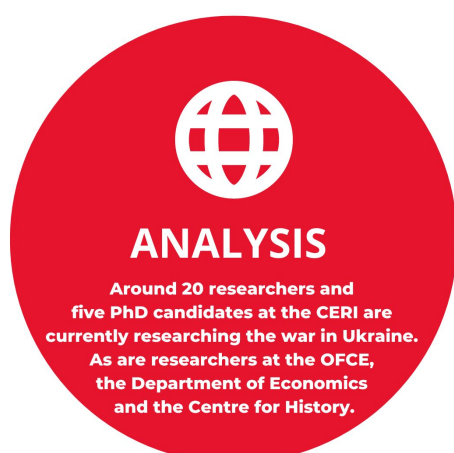 ANALYSIS
Around 20 researchers and
five PhD candidates at the CERI are
currently researching the war in Ukraine.
As are researchers at the OFCE,
the Department of Economics
and the Centre for History.